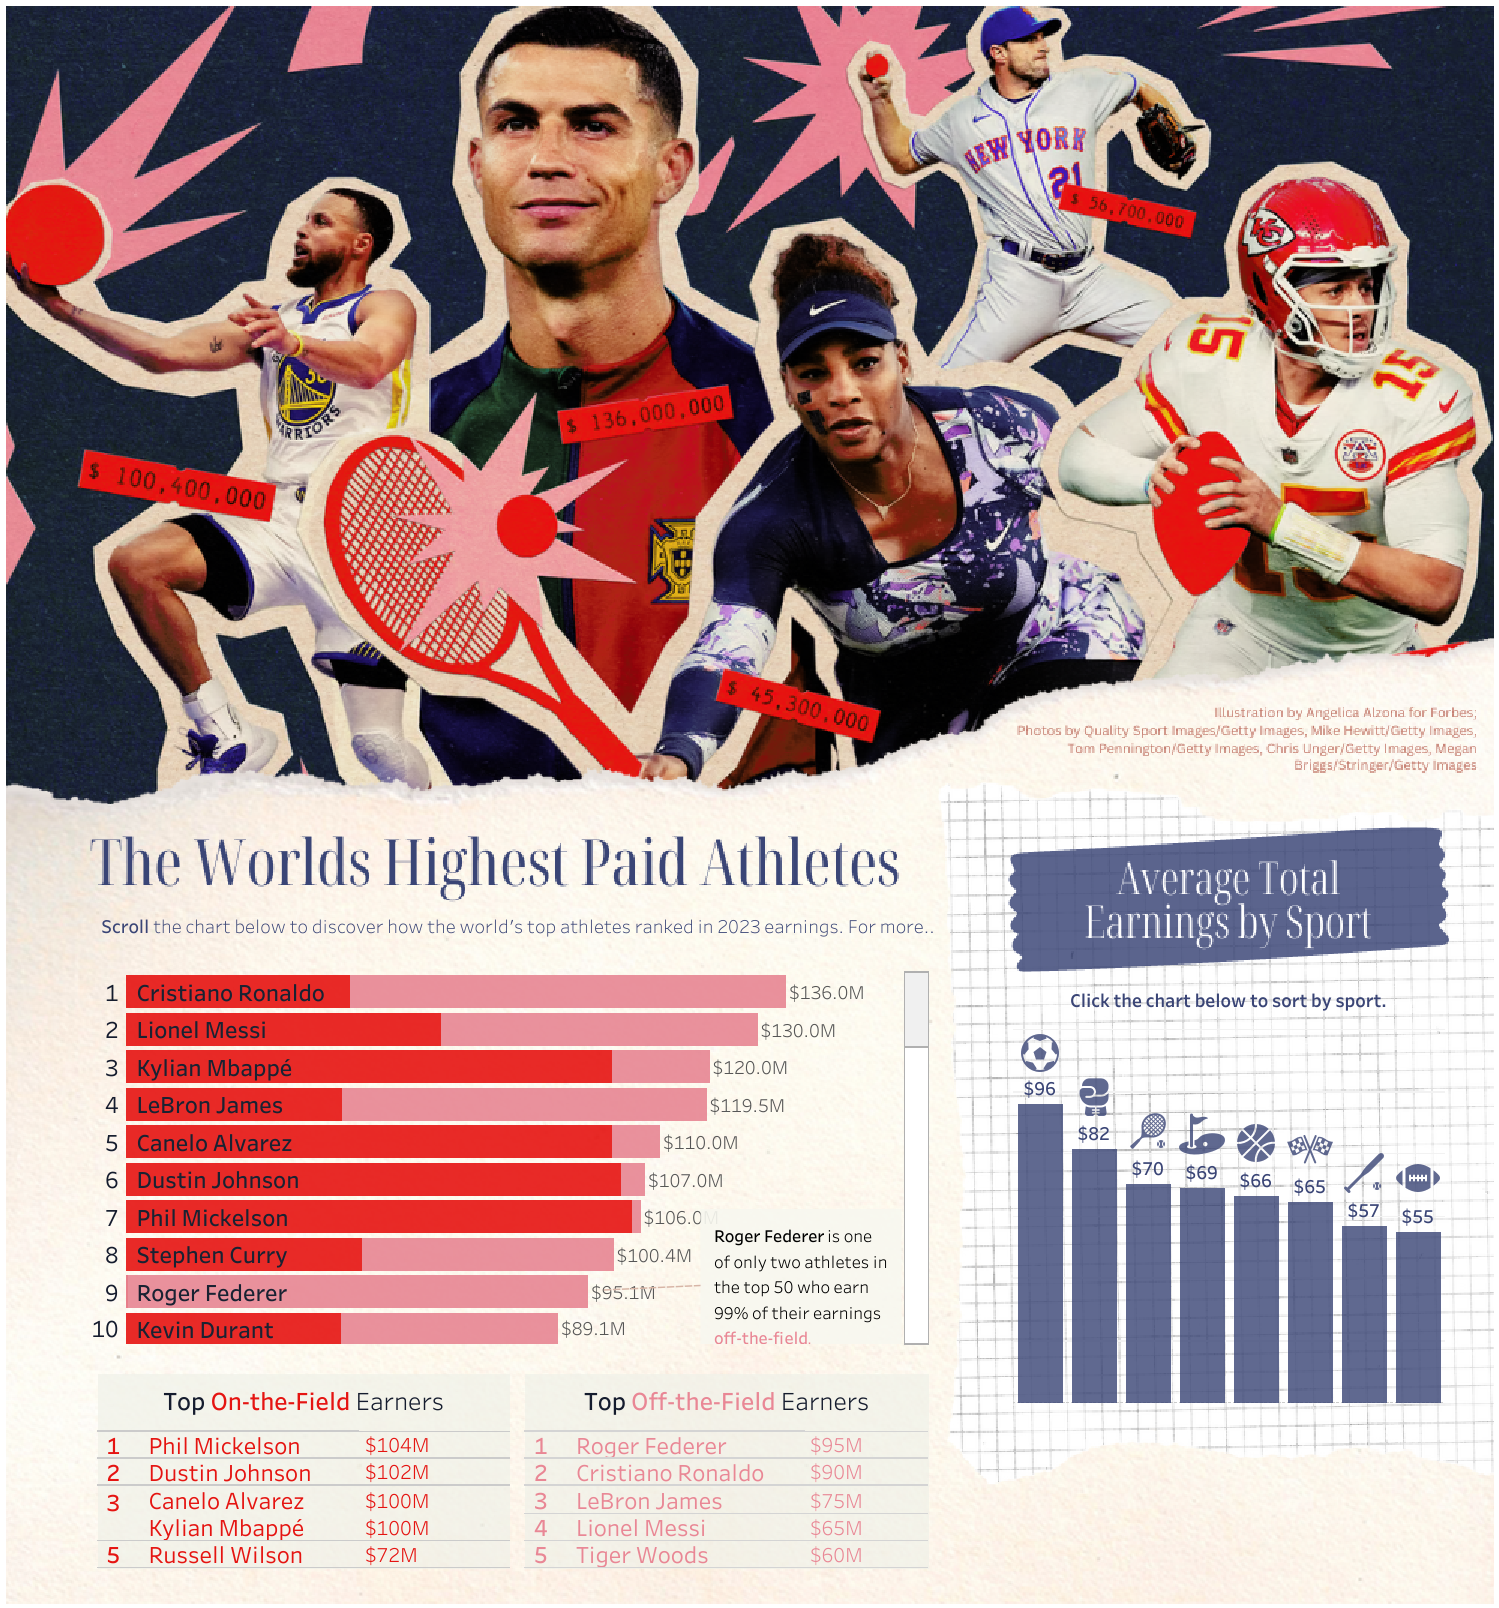 NEW YORK
21
$ 56,700,000
15
15
30
WARRIORS
$ 136,000,000
$ 100,400,000
15
$ 45,300,000
Illustration by Angelica Alzona for Forbes;
Photos by Quality Sport Images/Getty Images, Mike Hewitt/Getty Images,
Tom Pennington/Getty Images, Chris Unger/Getty Images, Megan
Briggs/Stringer/Getty Images
The Worlds Highest Paid Athletes
Scroll the chart below to discover how the world's top athletes ranked in 2023 earnings. For more..
1 Cristiano Ronaldo $136.0M
2 Lionel Messi $130.0M
3 Kylian Mbappé $120.0M
4 LeBron James $119.5M
5 Canelo Alvarez $110.0M
6 Dustin Johnson $107.0M
7 Phil Mickelson $106.0M
8 Stephen Curry $100.4M
9 Roger Federer $95.1M
10 Kevin Durant $89.1M
Roger Federer is one
of only two athletes in
the top 50 who earn
99% of their earnings
off-the-field.
Top On-the-Field Earners
1 Phil Mickelson $104M
2 Dustin Johnson $102M
3 Canelo Alvarez $100M
Kylian Mbappé $100M
5 Russell Wilson $72M
Top Off-the-Field Earners
1 Roger Federer $95M
2 Cristiano Ronaldo $90M
3 LeBron James $75M
4 Lionel Messi $65M
5 Tiger Woods $60M
Average Total
Earnings by Sport
Click the chart below to sort by sport.
$96
$82
$70
$69
$66
$65
$57
$55